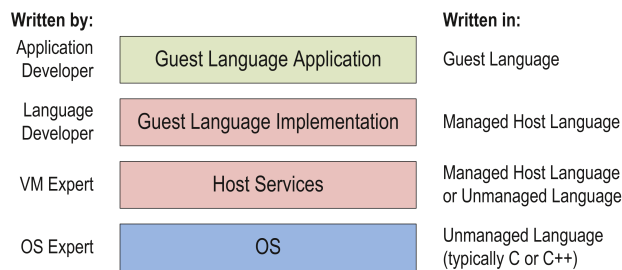 Written by:
Written in:
Application
Developer
Guest Language Application
Guest Language
Language
Developer
Guest Language Implementation
Managed Host Language
VM Expert
Host Services
Managed Host Language
or Unmanaged Language
OS Expert
OS
Unmanaged Language
(typically C or C++)